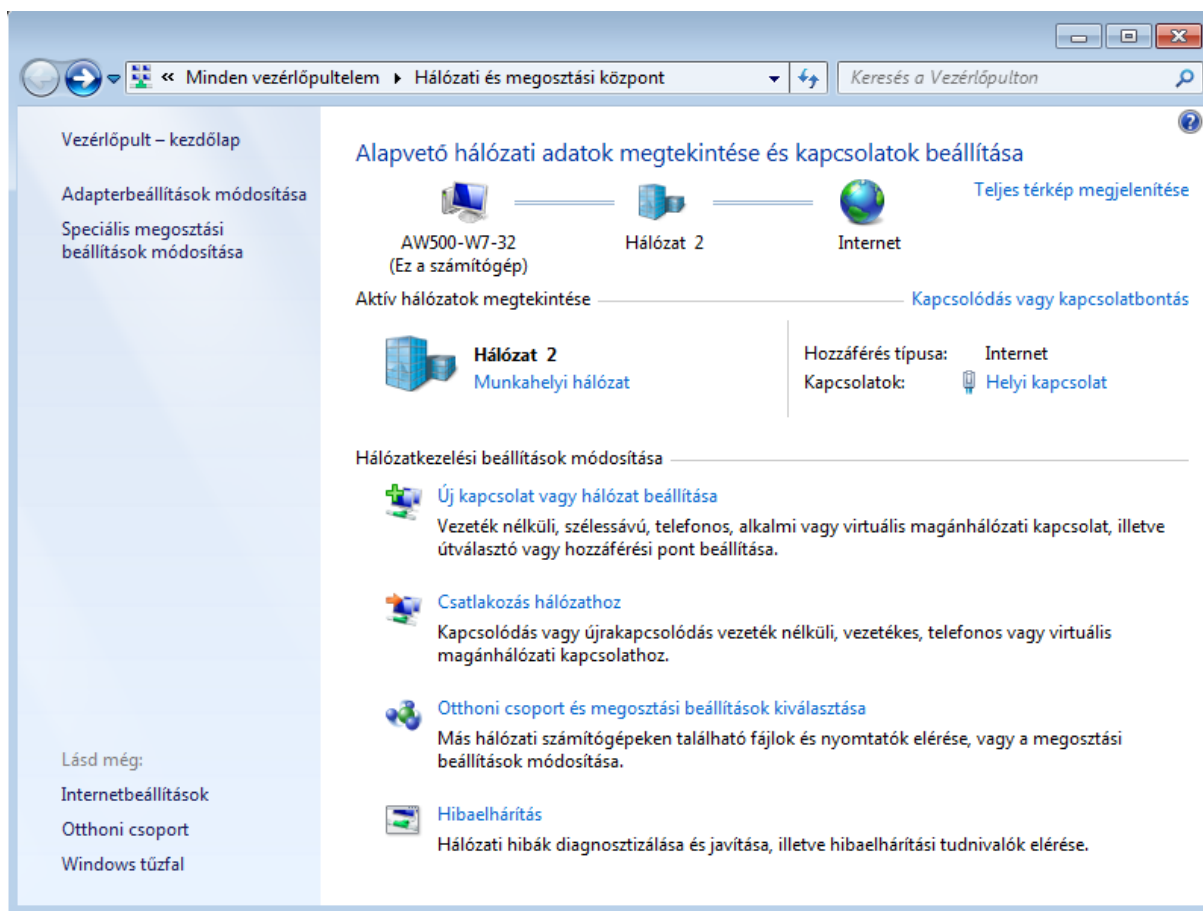 « Minden vezérlőpultelem ▸ Hálózati és megosztási központ
Keresés a Vezérlőpulton
Vezérlőpult – kezdőlap
Adapterbeállítások módosítása
Speciális megosztási
beállítások módosítása
Lásd még:
Internetbeállítások
Otthoni csoport
Windows tűzfal
Alapvető hálózati adatok megtekintése és kapcsolatok beállítása
Teljes térkép megjelenítése
AW500-W7-32
(Ez a számítógép)
Hálózat 2
Internet
Aktív hálózatok megtekintése
Kapcsolódás vagy kapcsolatbontás
Hálózat 2
Munkahelyi hálózat
Hozzáférés típusa: Internet
Kapcsolatok: Helyi kapcsolat
Hálózatkezelési beállítások módosítása
Új kapcsolat vagy hálózat beállítása
Vezeték nélküli, szélessávú, telefonos, alkalmi vagy virtuális magánhálózati kapcsolat, illetve
útválasztó vagy hozzáférési pont beállítása.
Csatlakozás hálózathoz
Kapcsolódás vagy újrakapcsolódás vezeték nélküli, vezetékes, telefonos vagy virtuális
magánhálózati kapcsolathoz.
Otthoni csoport és megosztási beállítások kiválasztása
Más hálózati számítógépeken található fájlok és nyomtatók elérése, vagy a megosztási
beállítások módosítása.
Hibaelhárítás
Hálózati hibák diagnosztizálása és javítása, illetve hibaelhárítási tudnivalók elérése.